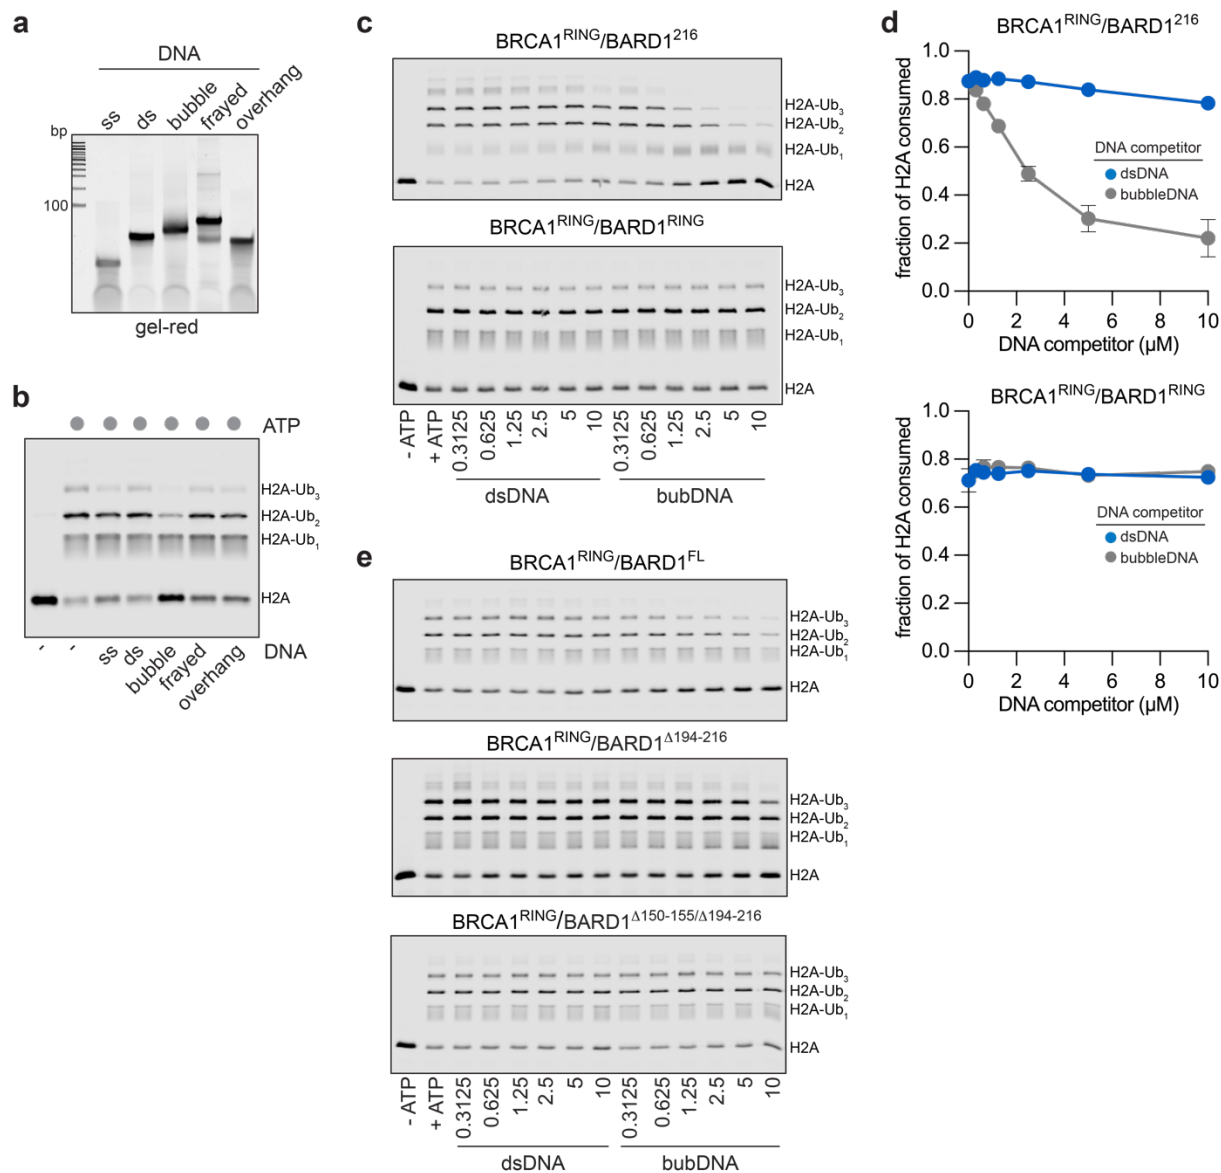 a
DNA
ss ds bubble frayed overhang
bp
100
gel-red
b
ATP
H2A-Ub3
H2A-Ub2
H2A-Ub1
H2A
- - ss ds bubble frayed overhang DNA
c
BRCA1RING/BARD1216
H2A-Ub3
H2A-Ub2
H2A-Ub1
H2A
BRCA1RING/BARD1RING
H2A-Ub3
H2A-Ub2
H2A-Ub1
H2A
- ATP + ATP 0.3125 0.625 1.25 2.5 5 10 0.3125 0.625 1.25 2.5 5 10
dsDNA bubDNA
d
BRCA1RING/BARD1216
fraction of H2A consumed
1.0
0.8
0.6
0.4
0.2
0.0
DNA competitor
dsDNA
bubbleDNA
0 2 4 6 8 10
DNA competitor (µM)
BRCA1RING/BARD1RING
fraction of H2A consumed
1.0
0.8
0.6
0.4
0.2
0.0
DNA competitor
dsDNA
bubbleDNA
0 2 4 6 8 10
DNA competitor (µM)
e
BRCA1RING/BARD1FL
H2A-Ub3
H2A-Ub2
H2A-Ub1
H2A
BRCA1RING/BARD1Δ194-216
H2A-Ub3
H2A-Ub2
H2A-Ub1
H2A
BRCA1RING/BARD1Δ150-155/Δ194-216
H2A-Ub3
H2A-Ub2
H2A-Ub1
H2A
- ATP + ATP 0.3125 0.625 1.25 2.5 5 10 0.3125 0.625 1.25 2.5 5 10
dsDNA bubDNA